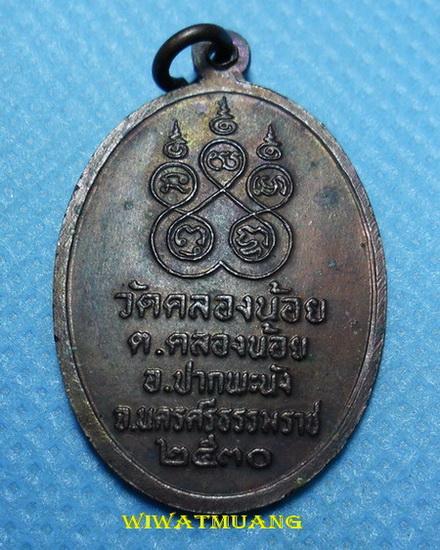 วัดคลองน้อย
ต.คลองน้อย
อ.ปากพะนัง
จ.นครศรีธรรมราช
๒๕๓๐
WIWATMUANG